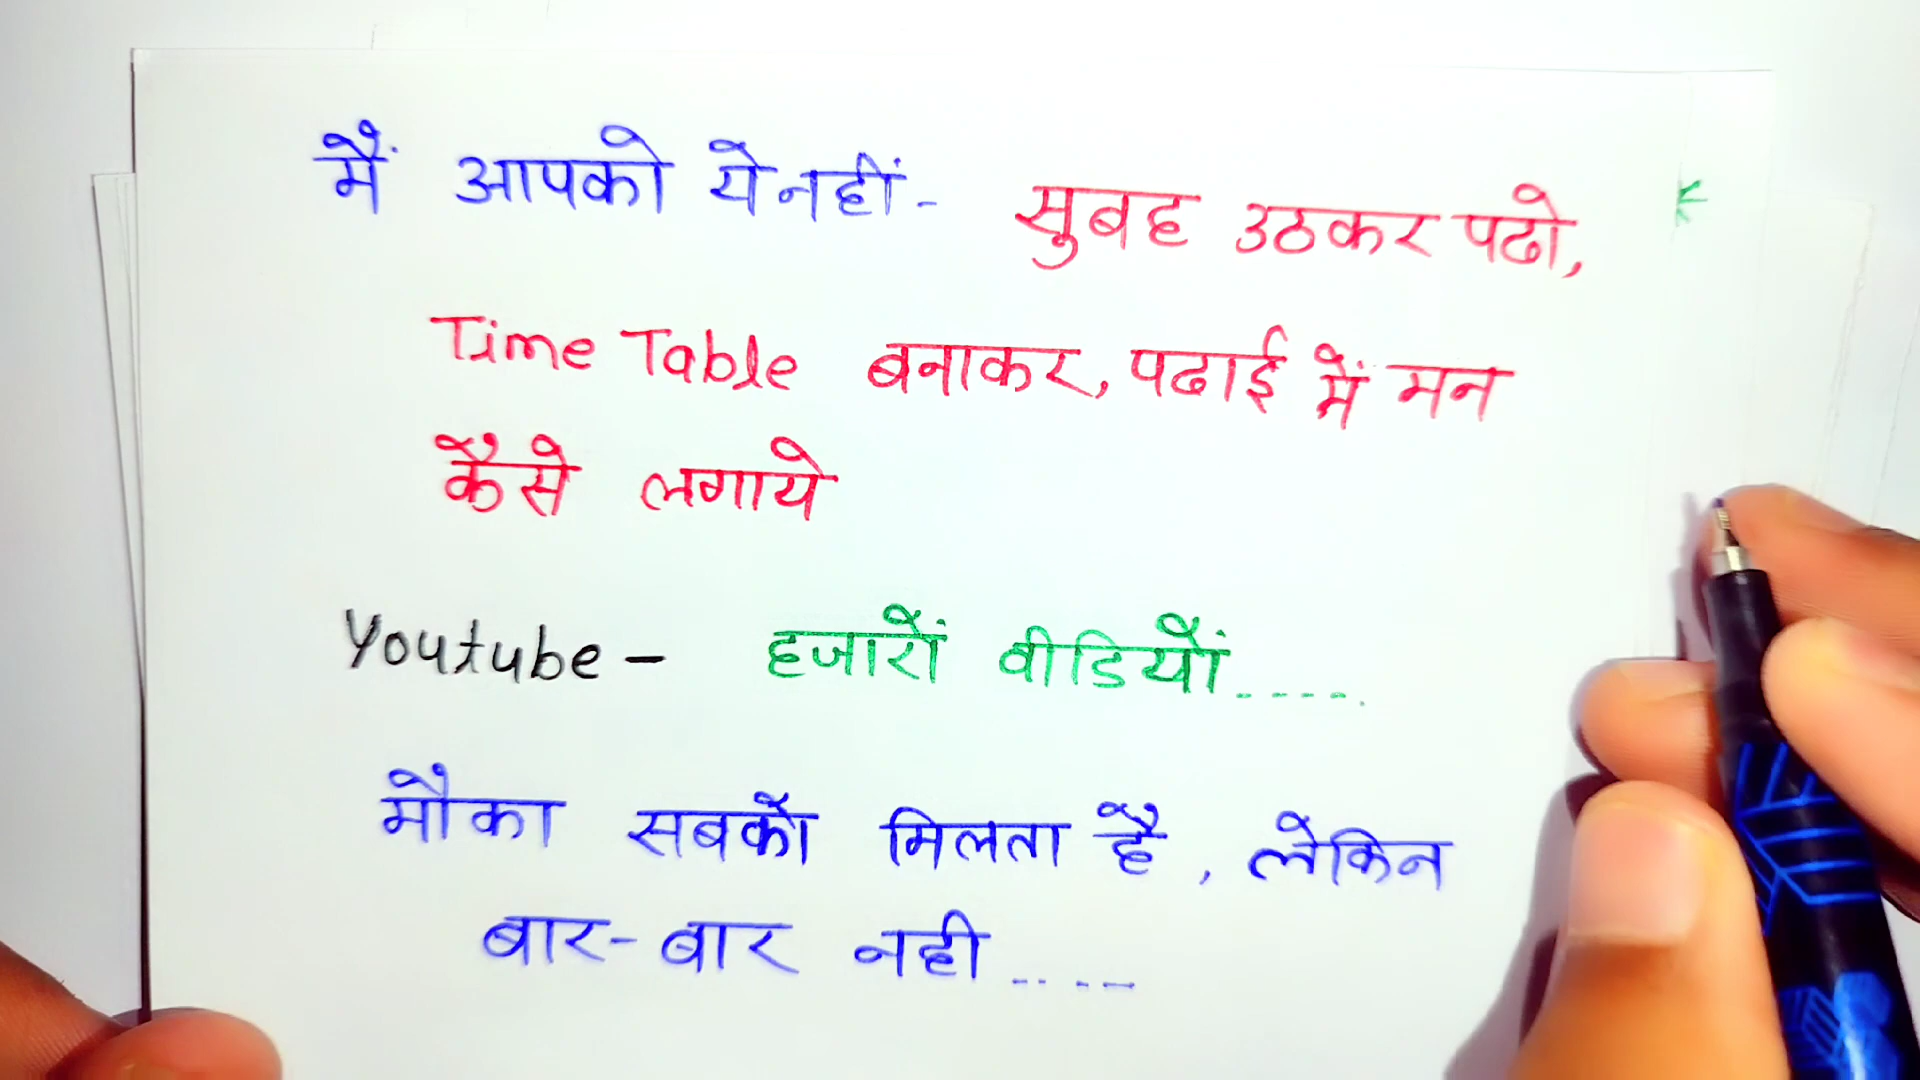 मैं आपको ये नहीं - सुबह उठकर पढो,
Time Table बनाकर, पढाई में मन
कैसे लगाये
Youtube - हजारों वीडियों.....
मौका सबको मिलता है, लेकिन
बार-बार नही.....